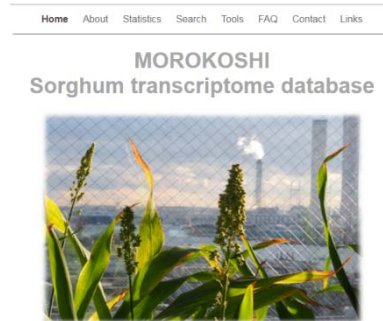 Home About Statistics Search Tools FAQ Contact Links
MOROKOSHI
Sorghum transcriptome database